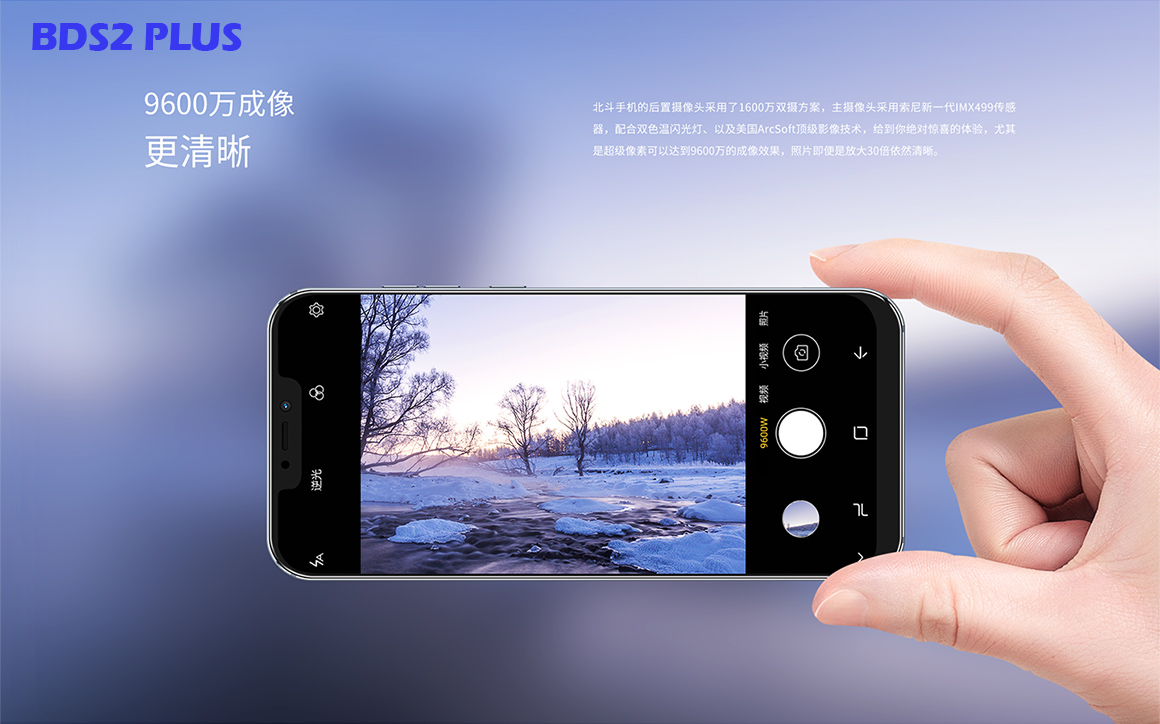 BDS2 PLUS
9600万成像
更清晰
北斗手机的后置摄像头采用了1600万双摄方案，主摄像头采用索尼新一代IMX499传感
器，配合双色温闪光灯、以及美国ArcSoft顶级影像技术，给到你绝对惊喜的体验，尤其
是超级像素可以达到9600万的成像效果，照片即便是放大30倍依然清晰。
逆光
A
照片
小视频
视频
9600W